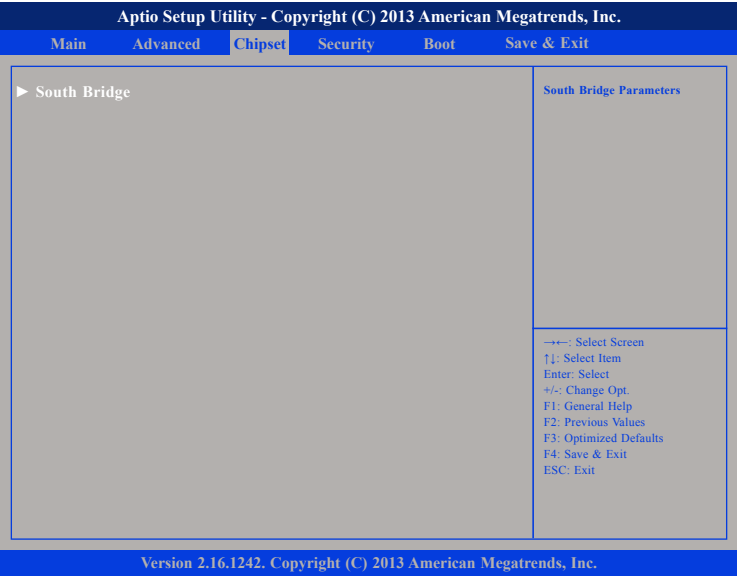 Aptio Setup Utility - Copyright (C) 2013 American Megatrends, Inc.
Main Advanced Chipset Security Boot Save & Exit
► South Bridge
South Bridge Parameters
→←: Select Screen
↑↓: Select Item
Enter: Select
+/-: Change Opt.
F1: General Help
F2: Previous Values
F3: Optimized Defaults
F4: Save & Exit
ESC: Exit
Version 2.16.1242. Copyright (C) 2013 American Megatrends, Inc.